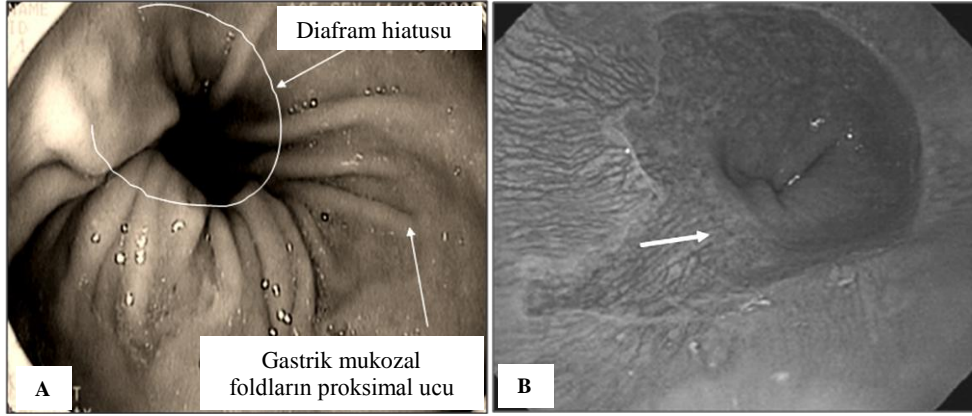 Diafram hiatusu
Gastrik mukozal
foldların proksimal ucu
A
B